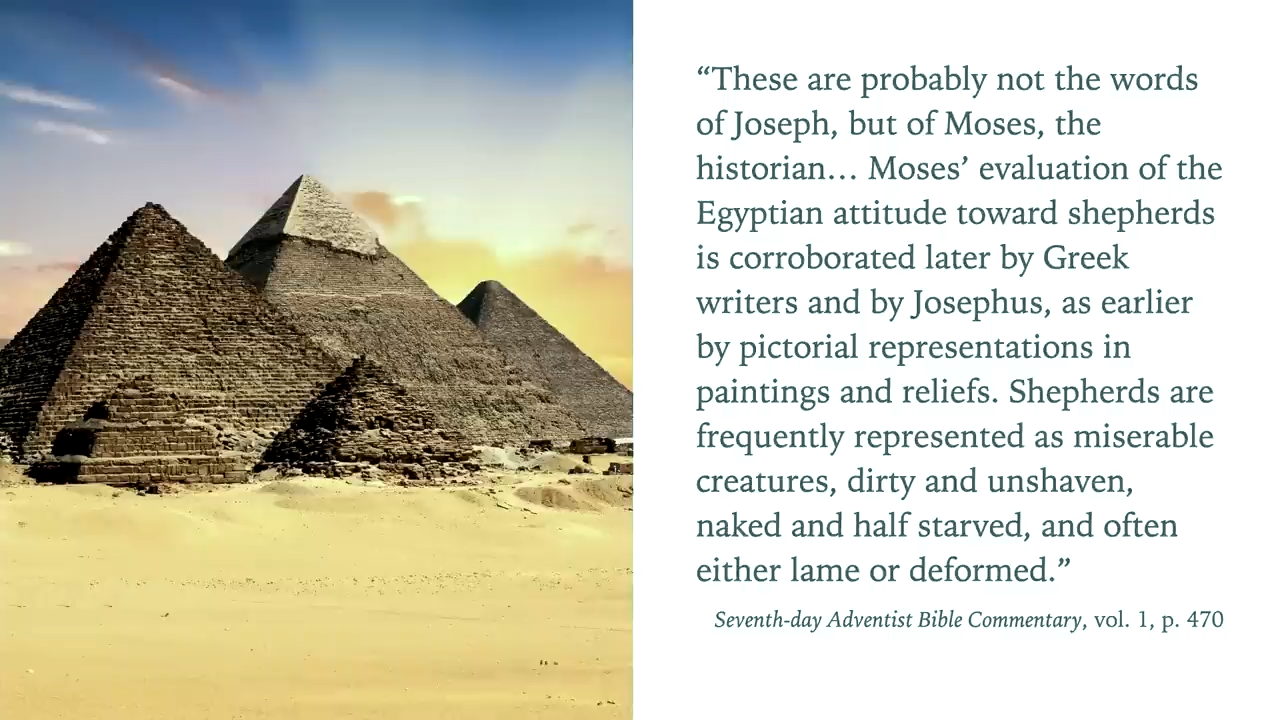 “These are probably not the words
of Joseph, but of Moses, the
historian… Moses’ evaluation of the
Egyptian attitude toward shepherds
is corroborated later by Greek
writers and by Josephus, as earlier
by pictorial representations in
paintings and reliefs. Shepherds are
frequently represented as miserable
creatures, dirty and unshaven,
naked and half starved, and often
either lame or deformed.”
Seventh-day Adventist Bible Commentary, vol. 1, p. 470